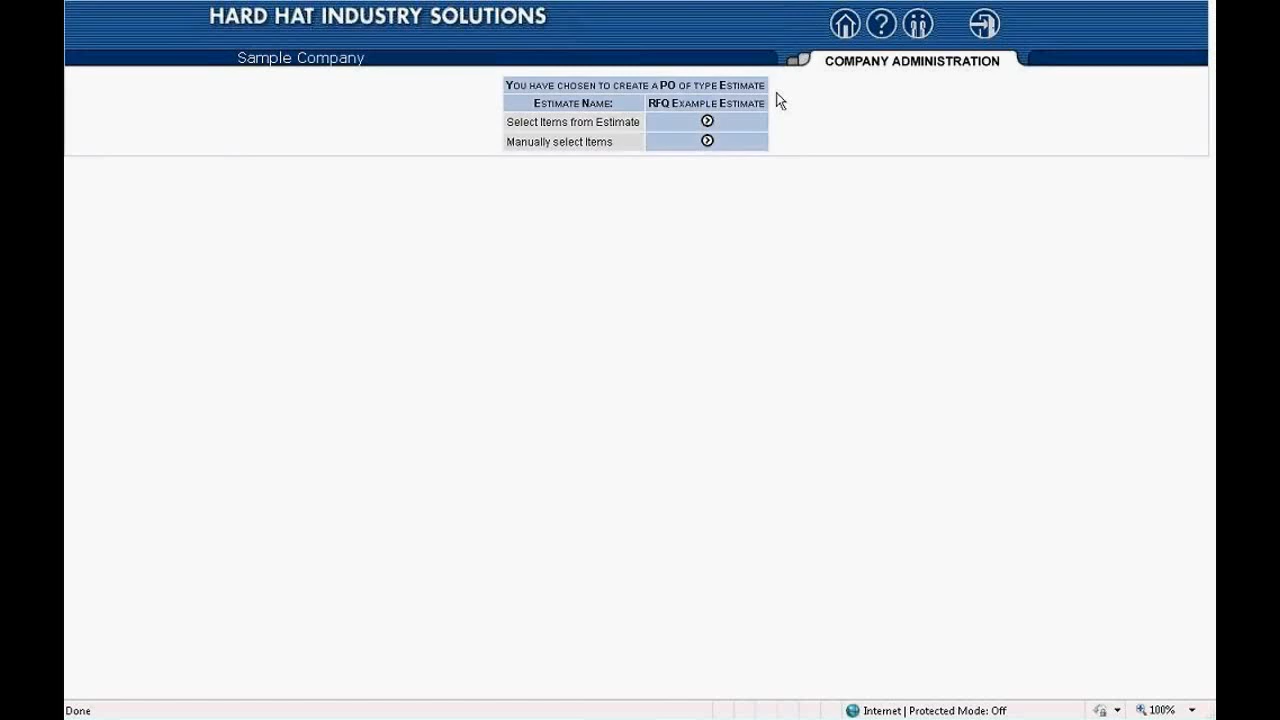 HARD HAT INDUSTRY SOLUTIONS
Sample Company
COMPANY ADMINISTRATION
YOU HAVE CHOSEN TO CREATE A PO OF TYPE ESTIMATE
ESTIMATE NAME: RFQ EXAMPLE ESTIMATE
Select Items from Estimate
Manually select Items
Done Internet | Protected Mode: Off 100%